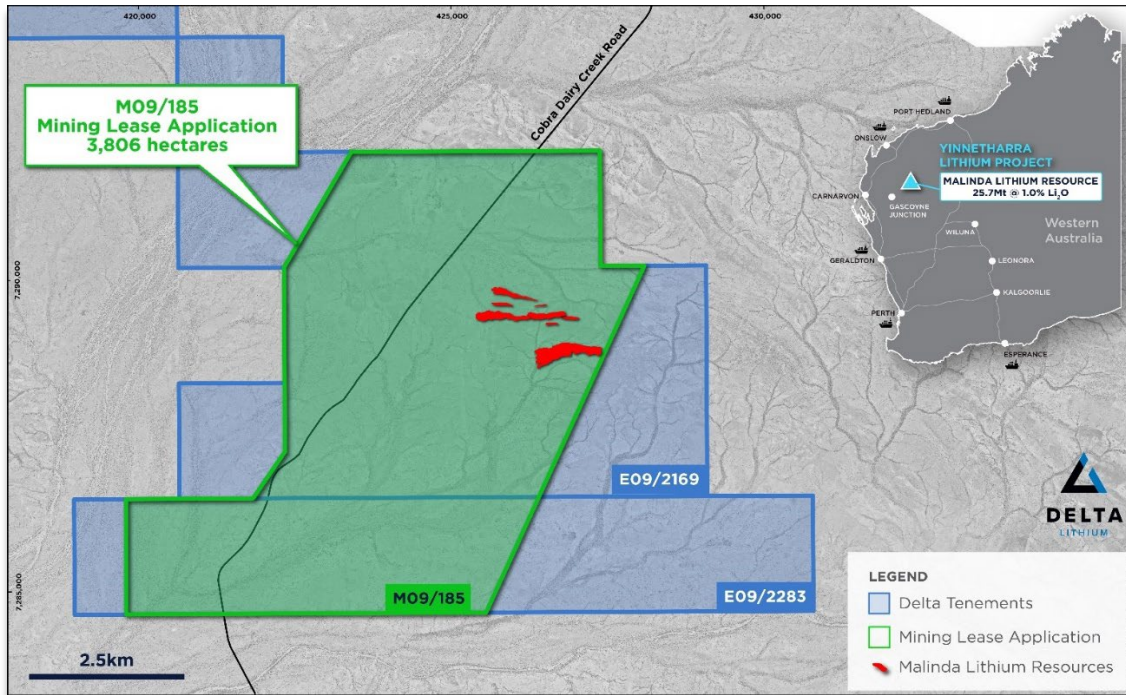 420,000
425,000
430,000
M09/185
Mining Lease Application
3,806 hectares
Cobra Dairy Creek Road
PORT HEDLAND
ONSLOW
YINNETHARRA
LITHIUM PROJECT
MALINDA LITHIUM RESOURCE
25.7Mt @ 1.0% Li₂O
CARNARVON
GASCOYNE
JUNCTION
WILUNA
Western
Australia
GERALDTON
LEONORA
KALGOORLIE
PERTH
ESPERANCE
7,290,000
E09/2169
DELTA
LITHIUM
7,285,000
M09/185
E09/2283
LEGEND
Delta Tenements
Mining Lease Application
Malinda Lithium Resources
2.5km